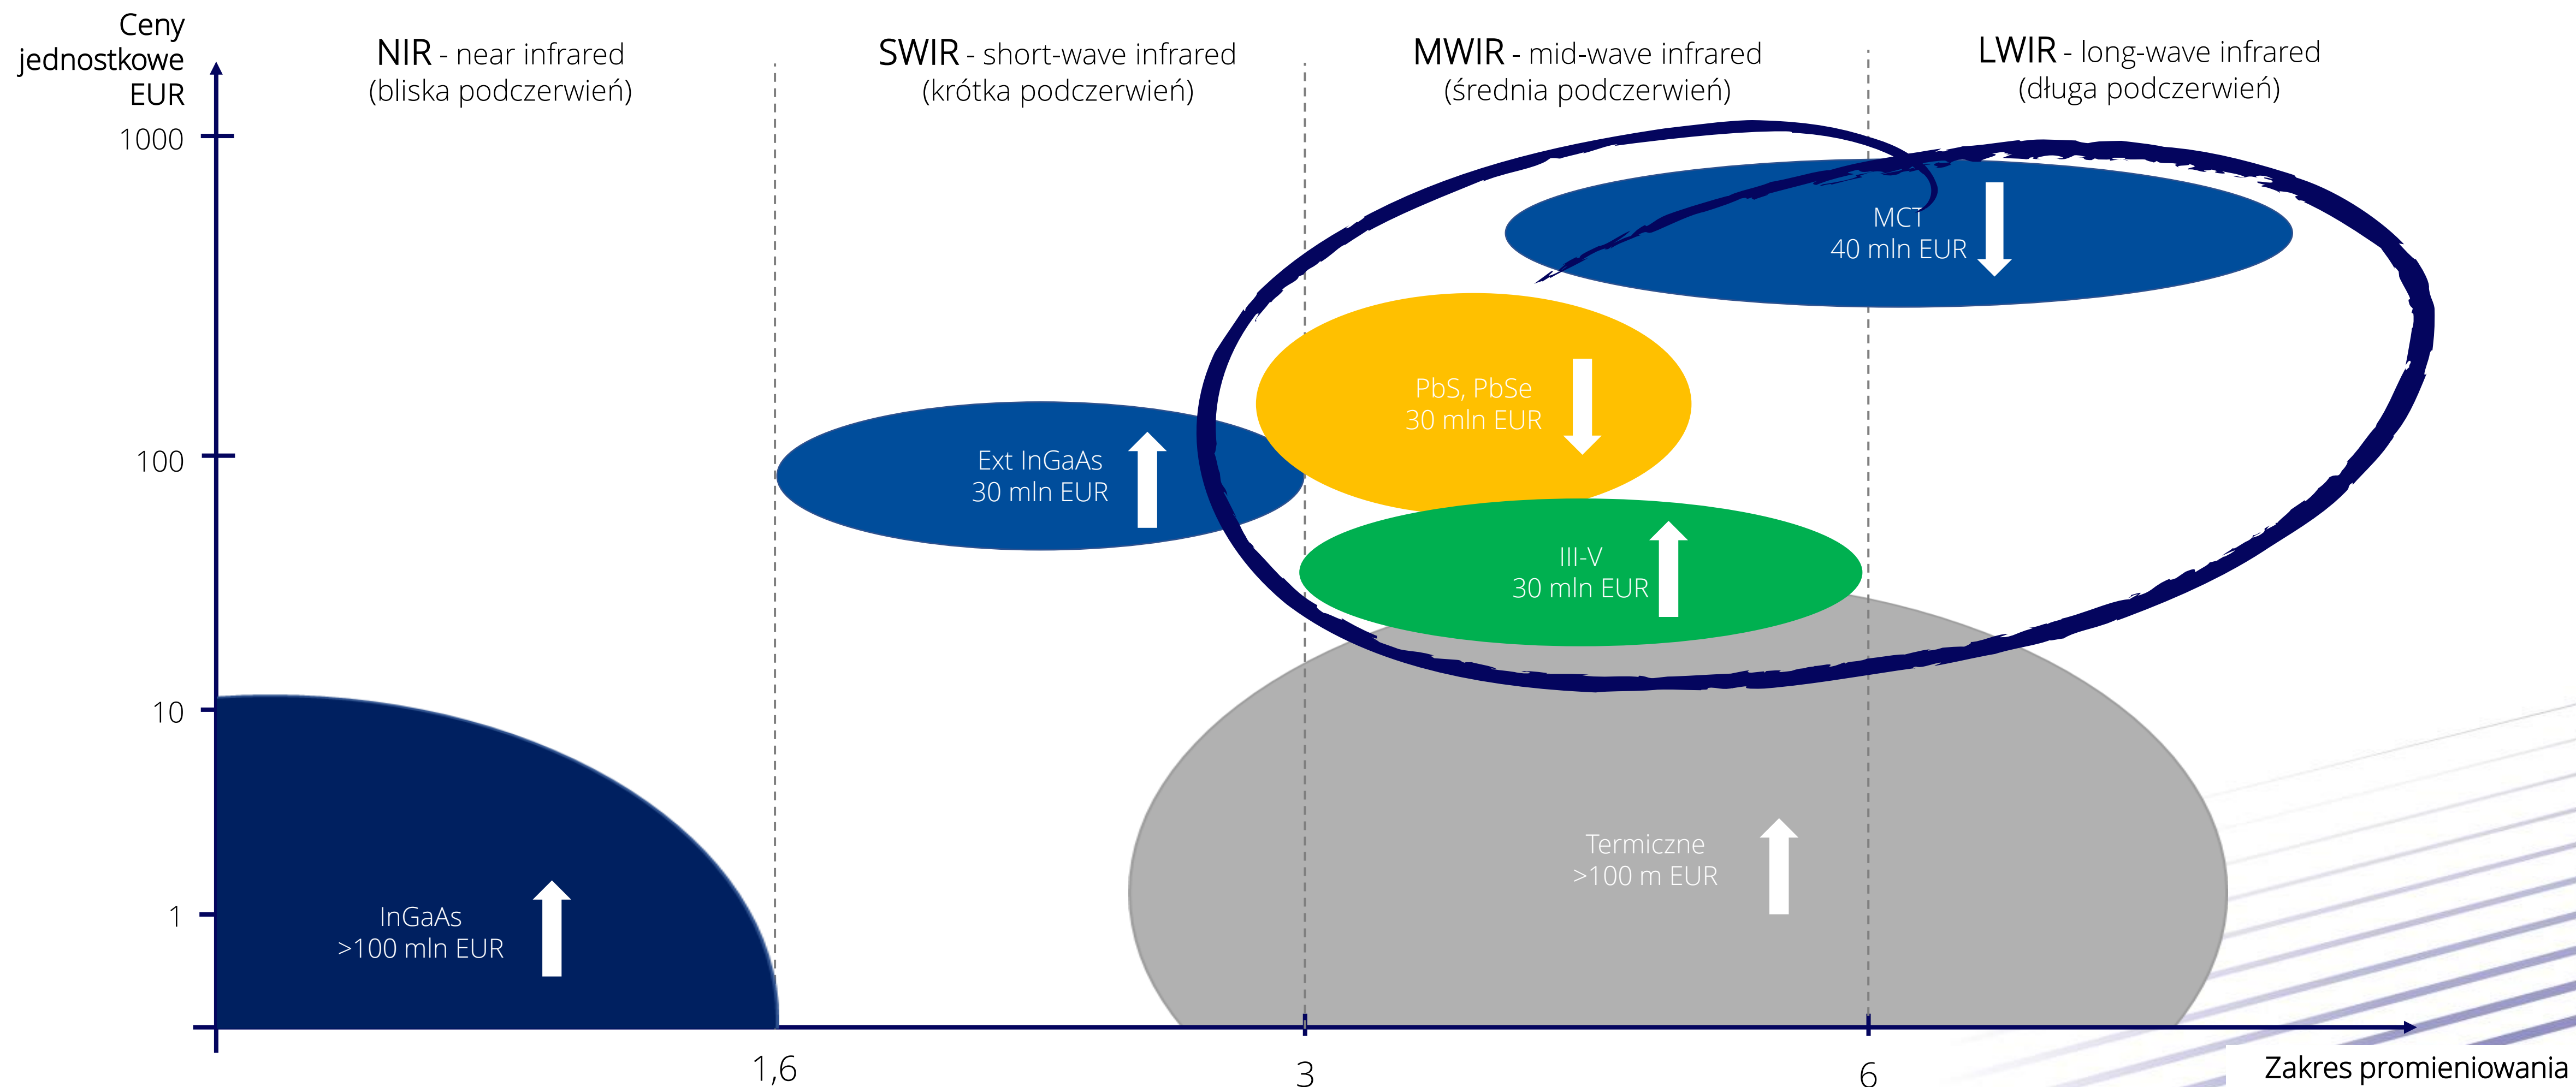 Ceny
jednostkowe
EUR
NIR - near infrared
(bliska podczerwień)
SWIR - short-wave infrared
(krótka podczerwień)
MWIR - mid-wave infrared
(średnia podczerwień)
LWIR - long-wave infrared
(długa podczerwień)
1000
MCT
40 mln EUR
PbS, PbSe
30 mln EUR
100
Ext InGaAs
30 mln EUR
III-V
30 mln EUR
10
Termiczne
>100 m EUR
1
InGaAs
>100 mln EUR
1,6
3
6
Zakres promieniowania